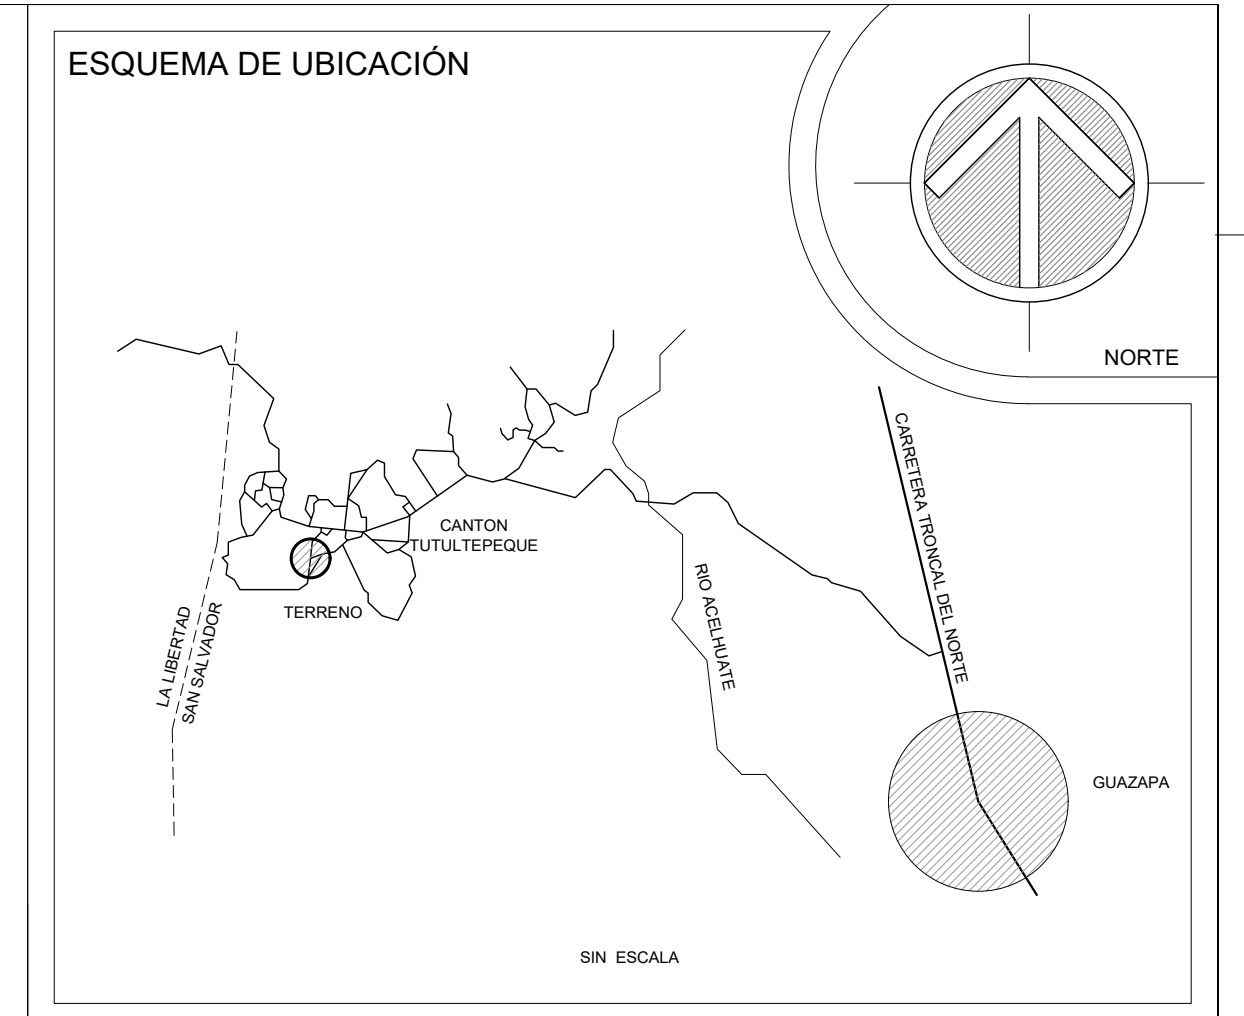 ESQUEMA DE UBICACIÓN
NORTE
CARRETERA TRONCAL DEL NORTE
CANTON
TUTULTEPEQUE
RIO ACELHUATE
TERRENO
LA LIBERTAD
SAN SALVADOR
GUAZAPA
SIN ESCALA